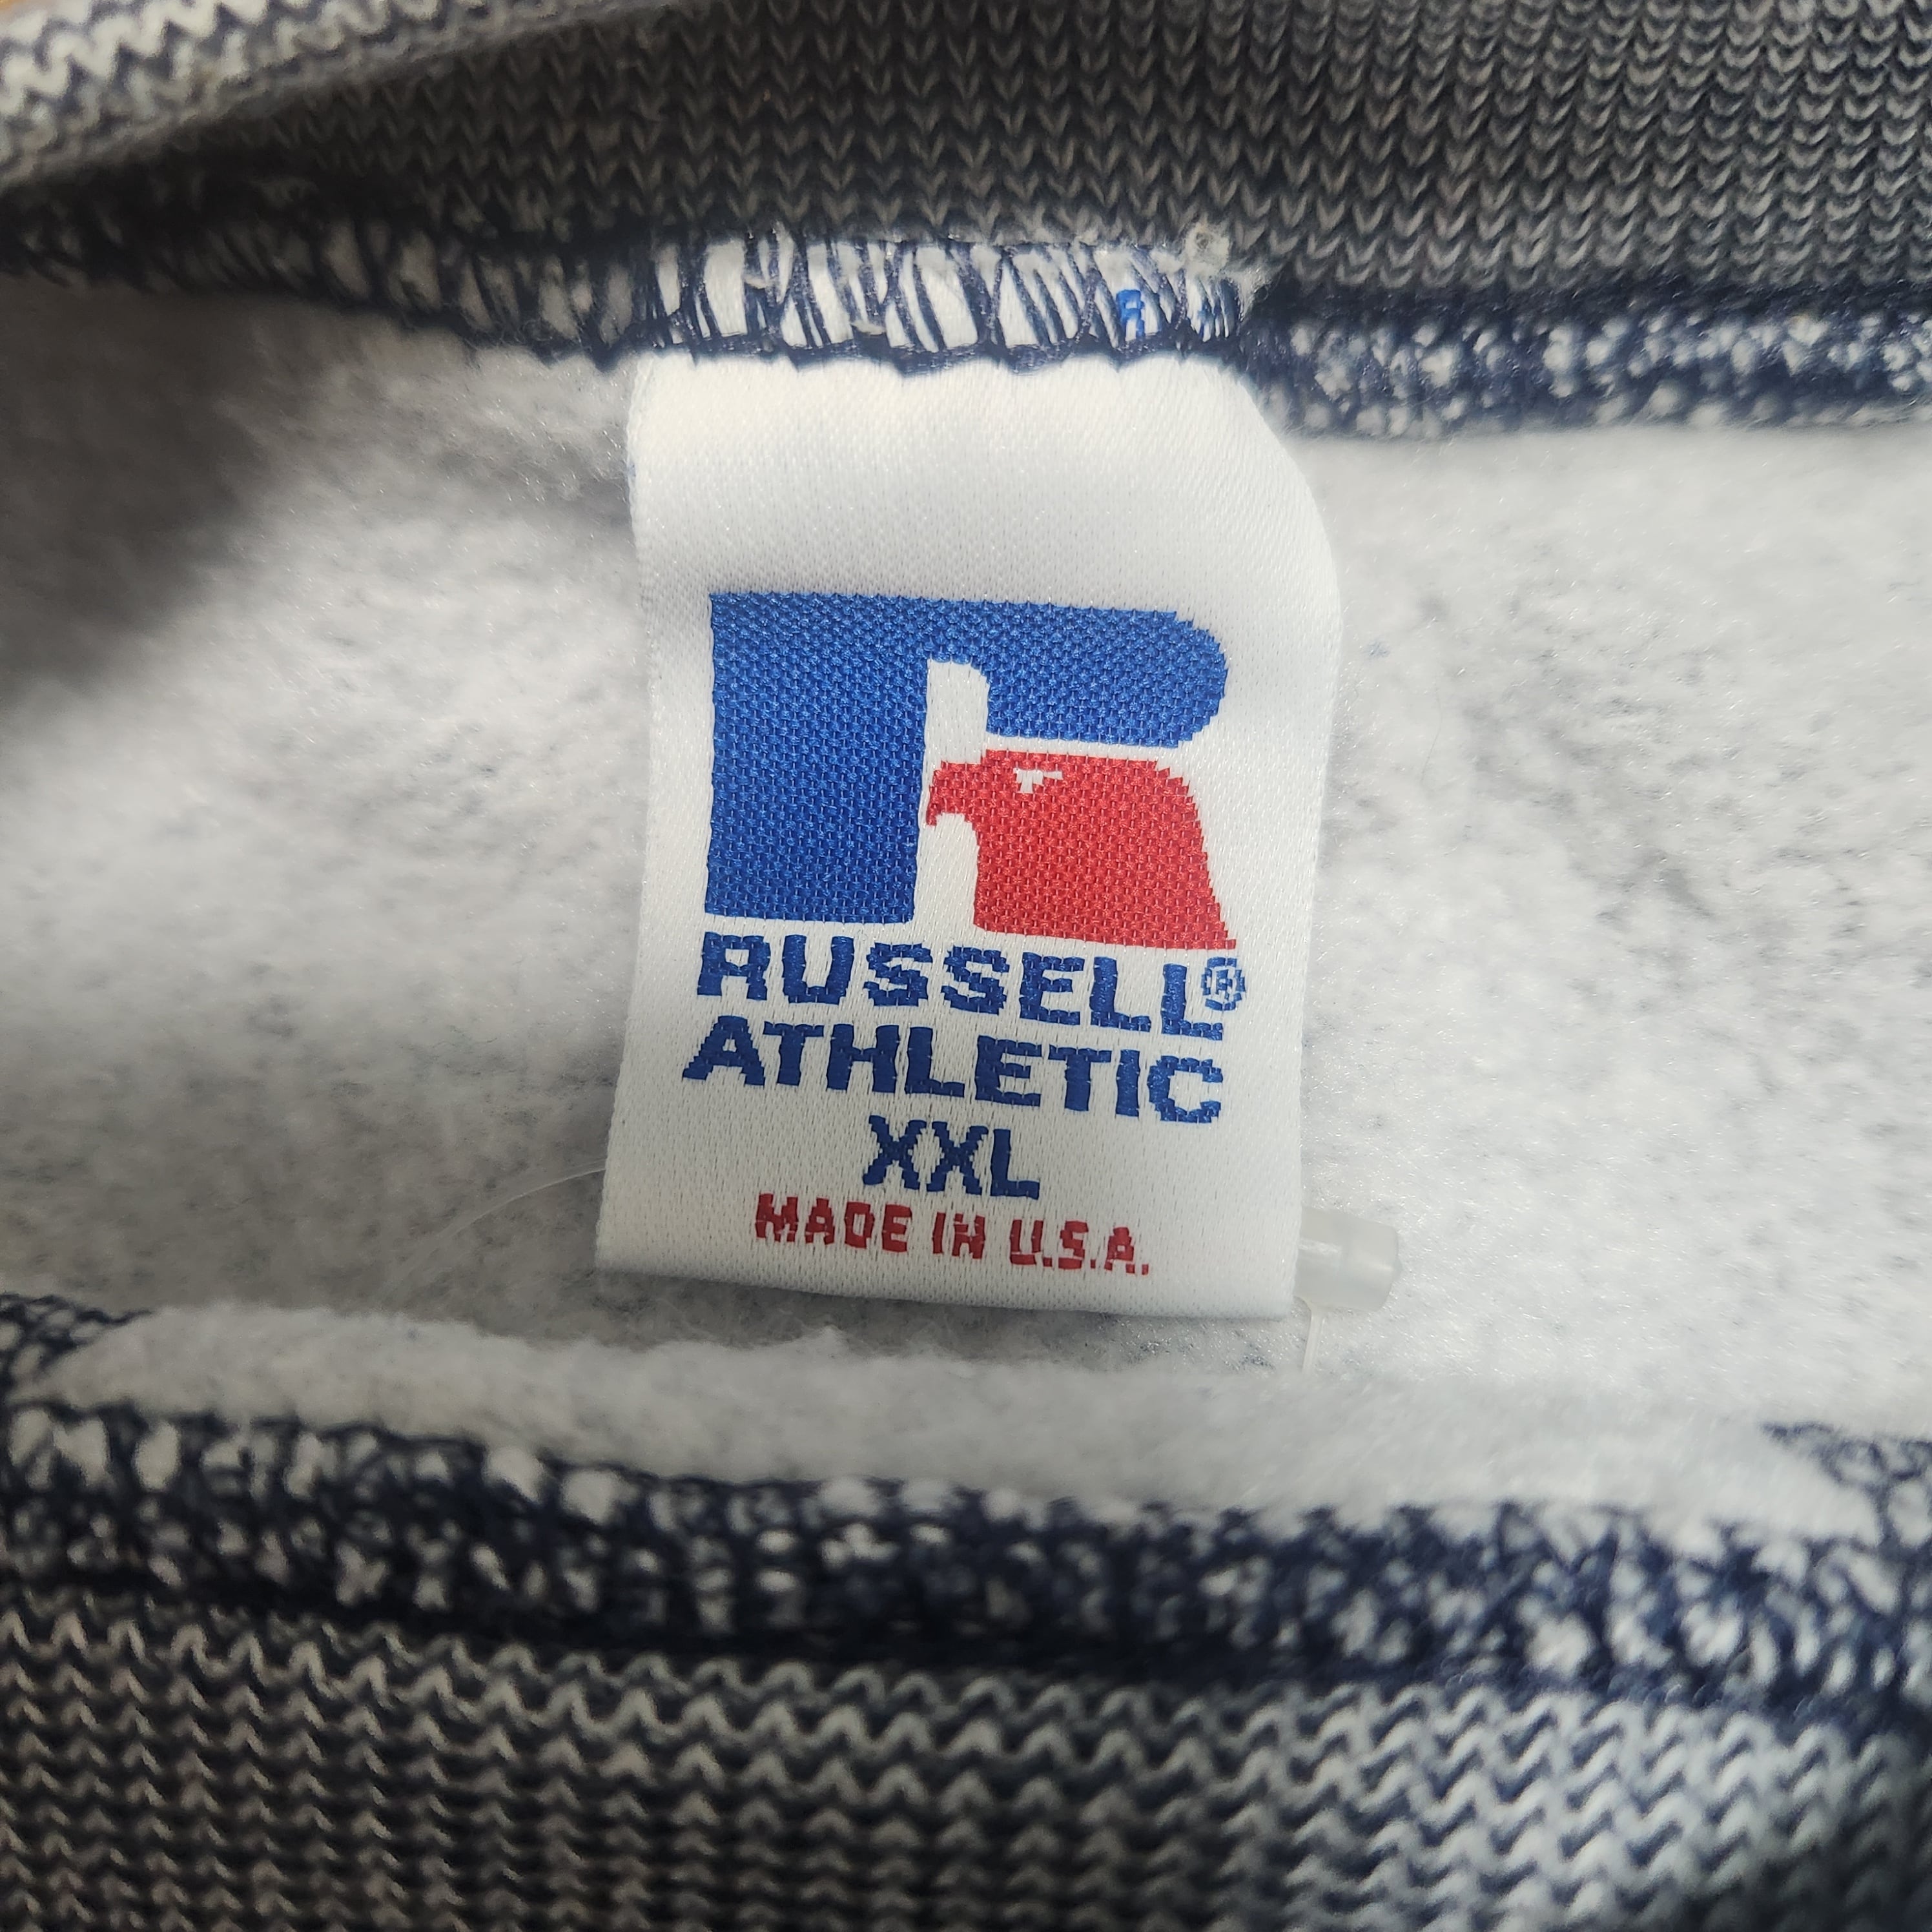 RUSSELL®
ATHLETIC
XXL
MADE IN U.S.A.